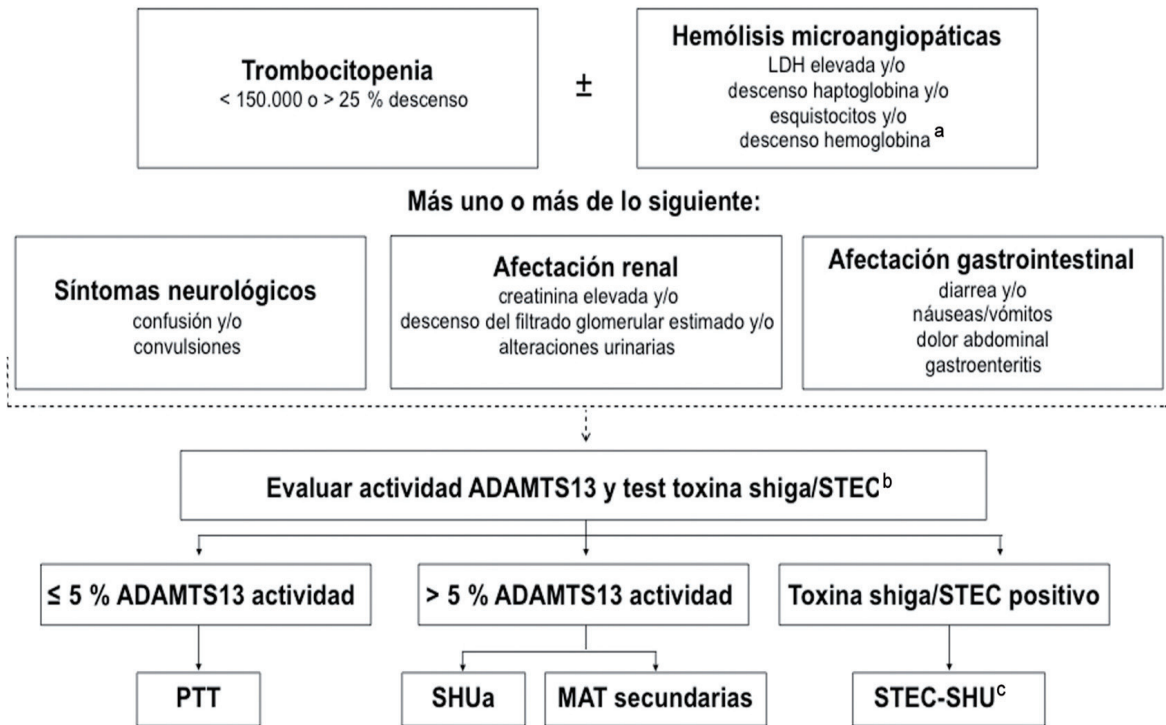 Trombocitopenia
< 150.000 o > 25 % descenso
±
Hemólisis microangiopáticas
LDH elevada y/o
descenso haptoglobina y/o
esquistocitos y/o
descenso hemoglobina a
Más uno o más de lo siguiente:
Síntomas neurológicos
confusión y/o
convulsiones
Afectación renal
creatinina elevada y/o
descenso del filtrado glomerular estimado y/o
alteraciones urinarias
Afectación gastrointestinal
diarrea y/o
náuseas/vómitos
dolor abdominal
gastroenteritis
Evaluar actividad ADAMTS13 y test toxina shiga/STEC b
≤ 5 % ADAMTS13 actividad
> 5 % ADAMTS13 actividad
Toxina shiga/STEC positivo
PTT
SHUa
MAT secundarias
STEC-SHU c